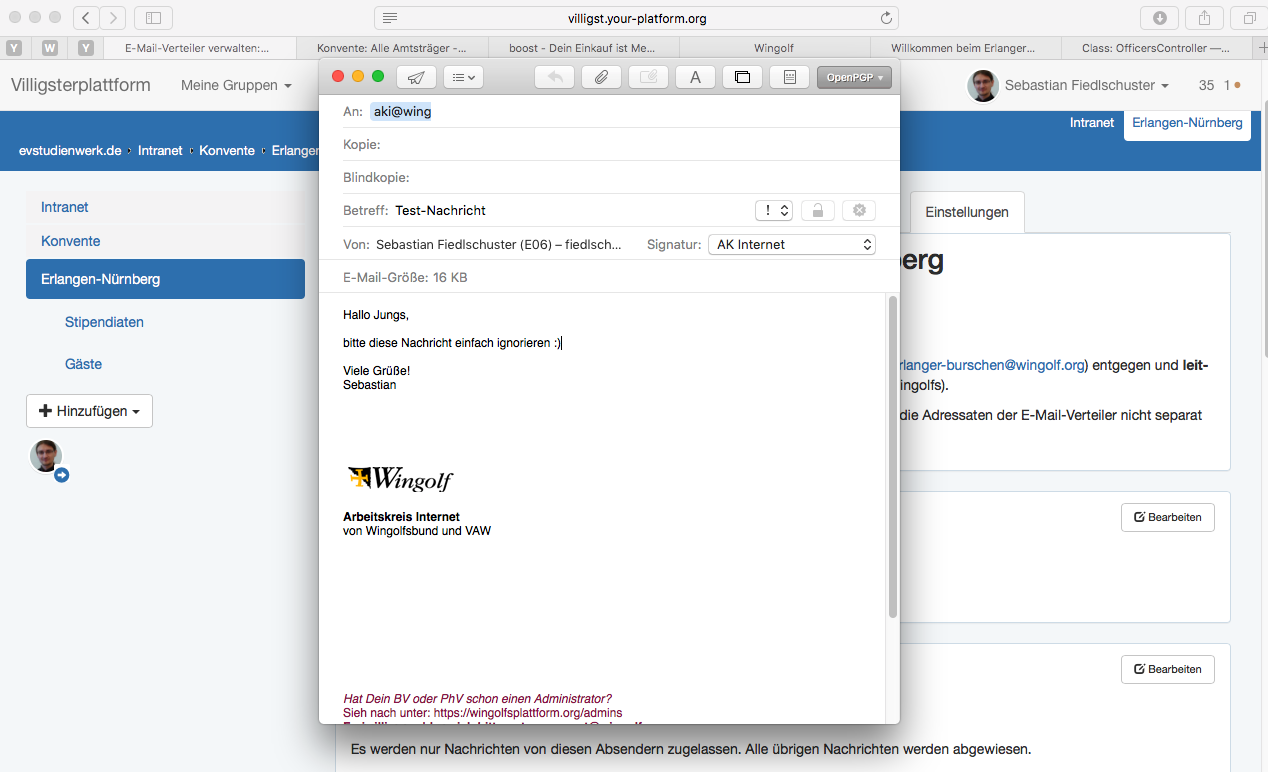 villigst.your-platform.org
Y
W
Y
E-Mail-Verteiler verwalten:...
Konvente: Alle Amtsträger -...
boost - Dein Einkauf ist Me...
Wingolf
Willkommen beim Erlanger...
Class: OfficersController —...
Villigsterplattform
Meine Gruppen
Sebastian Fiedlschuster
35
1
Intranet
Erlangen-Nürnberg
evstudienwerk.de
Intranet
Konvente
Erlanger
Intranet
Konvente
Erlangen-Nürnberg
Stipendiaten
Gäste
Hinzufügen
OpenPGP
An: aki@wing
Kopie:
Blindkopie:
Betreff: Test-Nachricht
!
Von: Sebastian Fiedlschuster (E06) – fiedlsch...
Signatur: AK Internet
E-Mail-Größe: 16 KB
Hallo Jungs,
bitte diese Nachricht einfach ignorieren :)
Viele Grüße!
Sebastian
Wingolf
Arbeitskreis Internet
von Wingolfsbund und VAW
Hat Dein BV oder PhV schon einen Administrator?
Sieh nach unter: https://wingolfsplattform.org/admins
Einstellungen
erg
rlanger-burschen@wingolf.org) entgegen und leit-
ingolfs).
die Adressaten der E-Mail-Verteiler nicht separat
Bearbeiten
Bearbeiten
Es werden nur Nachrichten von diesen Absendern zugelassen. Alle übrigen Nachrichten werden abgewiesen.